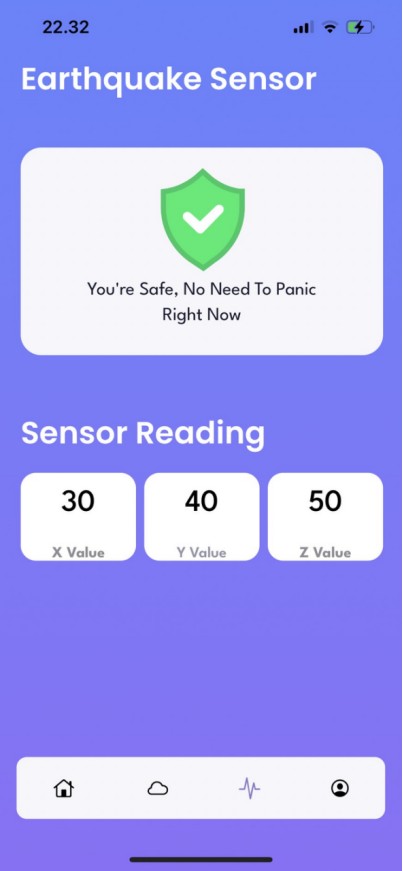 22.32
Earthquake Sensor
You're Safe, No Need To Panic
Right Now
Sensor Reading
30 40 50
X Value Y Value Z Value